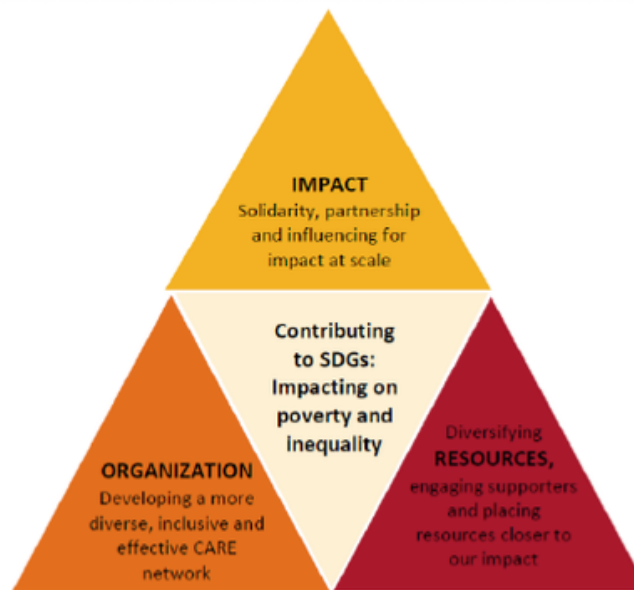 IMPACT
Solidarity, partnership
and influencing for
impact at scale
Contributing
to SDGs:
Impacting on
poverty and
inequality
ORGANIZATION
Developing a more
diverse, inclusive and
effective CARE
network
Diversifying
RESOURCES,
engaging supporters
and placing
resources closer to
our impact